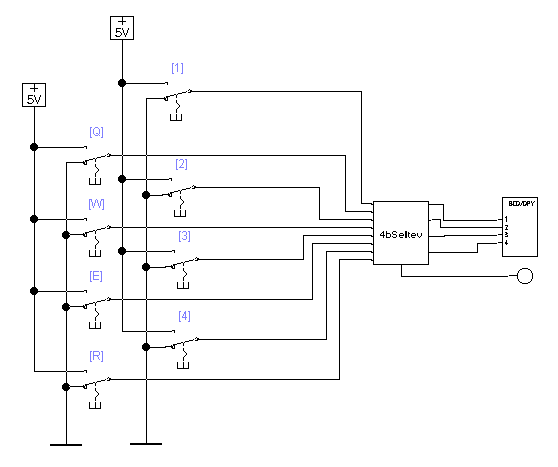 +
5V
[1]
+
5V
[Q]
[2]
[W]
BCD/DPY
1
2
3
4
4bSeltev
[3]
[E]
[4]
[R]